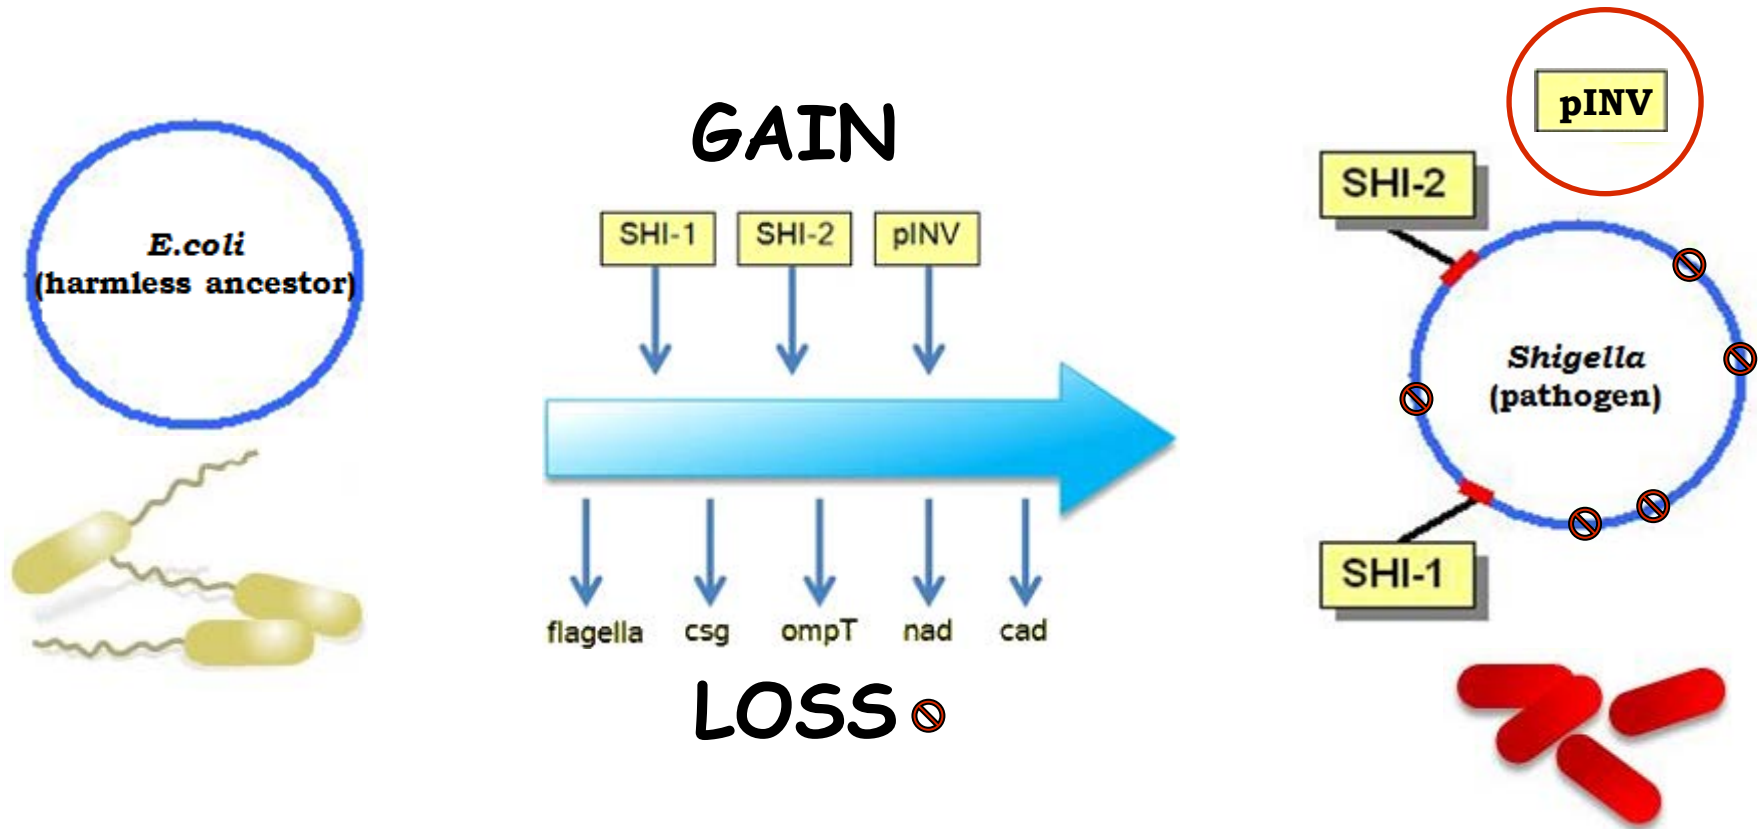 E.coli
(harmless ancestor)
GAIN
SHI-1 SHI-2 pINV
flagella csg ompT nad cad
LOSS
pINV
SHI-2
Shigella
(pathogen)
SHI-1